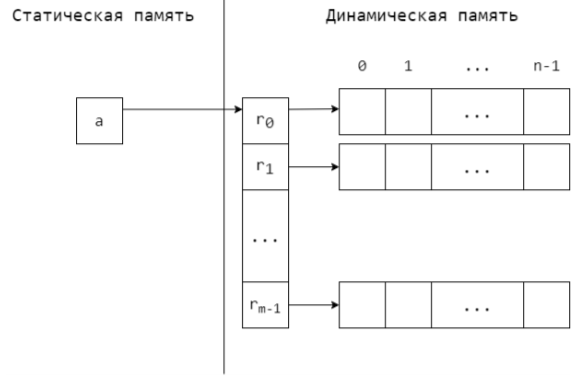 Статическая память
Динамическая память
0 1 ... n-1
a
r0
...
r1
...
...
rm-1
...